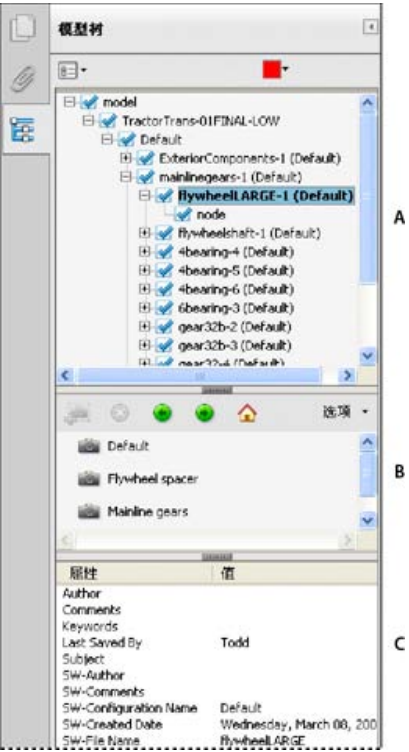 模型树
model
TractorTrans-01FINAL-LOW
Default
ExteriorComponents-1 (Default)
mainlinegears-1 (Default)
flywheelLARGE-1 (Default)
node
flywheelshaft-1 (Default)
4bearing-4 (Default)
4bearing-5 (Default)
4bearing-6 (Default)
6bearing-3 (Default)
gear32b-2 (Default)
gear32b-3 (Default)
gear32-4 (Default)
A
选项
Default
Flywheel spacer
Mainline gears
B
属性 值
Author
Comments
Keywords
Last Saved By Todd
Subject
SW-Author
SW-Comments
SW-Configuration Name Default
SW-Created Date Wednesday, March 08, 200
SW-File Name flywheelLARGE
C